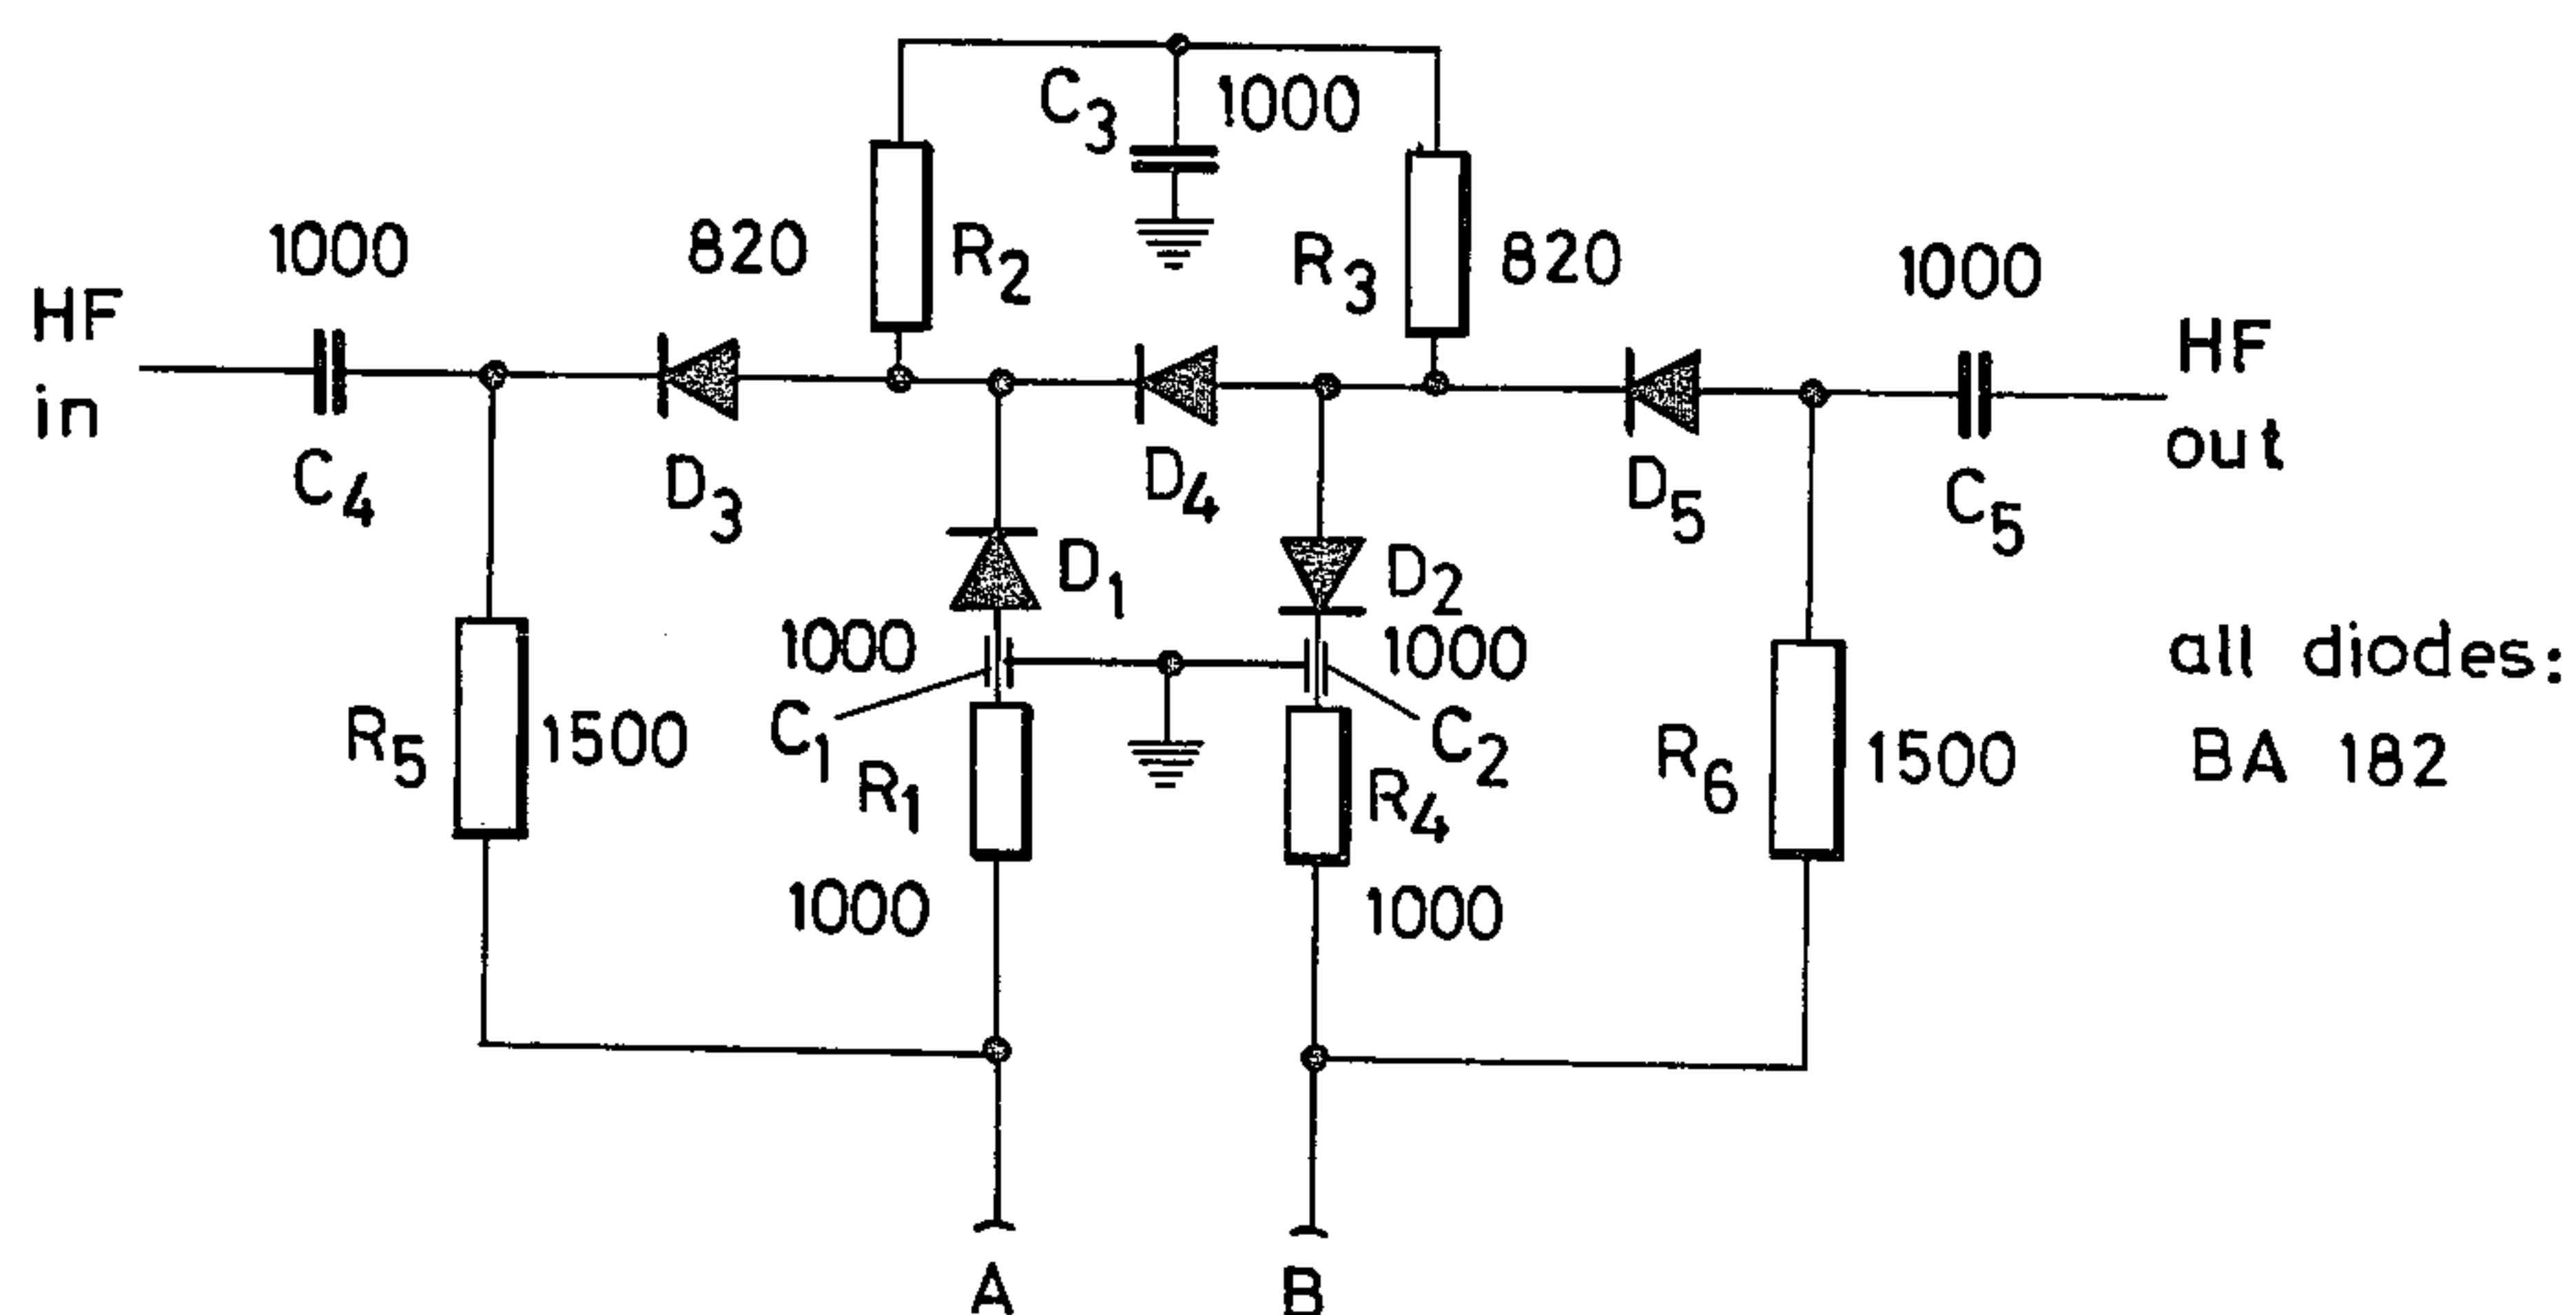 C3 1000
1000
820
R2
R3
820
1000
HF
in
HF
out
C4
D3
D4
D5
C5
D1
D2
1000
1000
all diodes:
BA 182
R5
1500
C1
R1
C2
R4
R6
1500
1000
1000
A
B